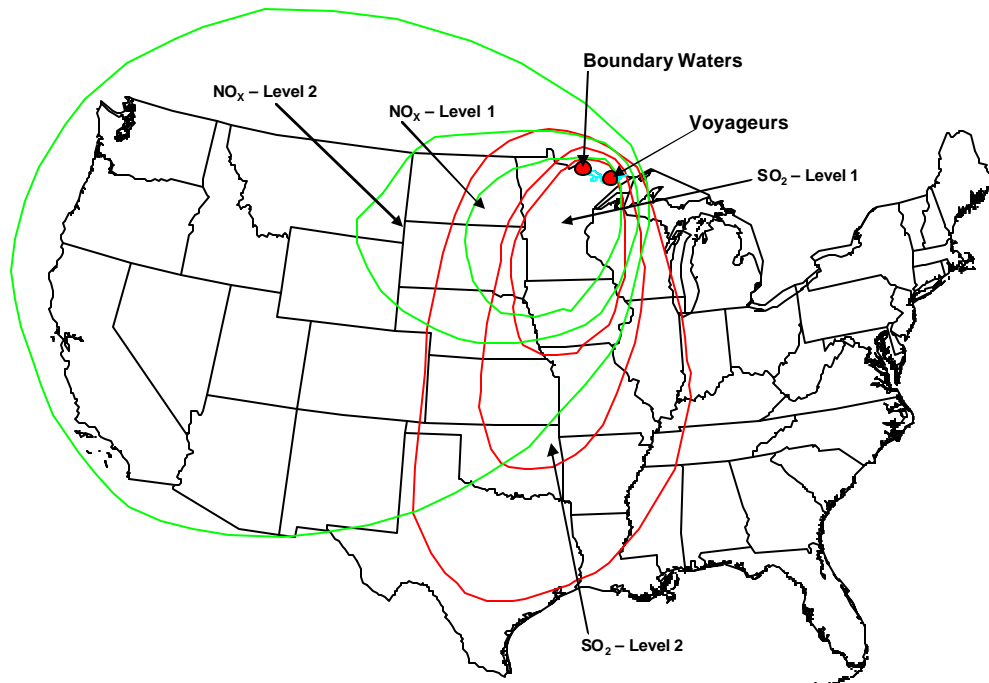 Boundary Waters
NOX – Level 2
NOX – Level 1
Voyageurs
SO2 – Level 1
SO2 – Level 2